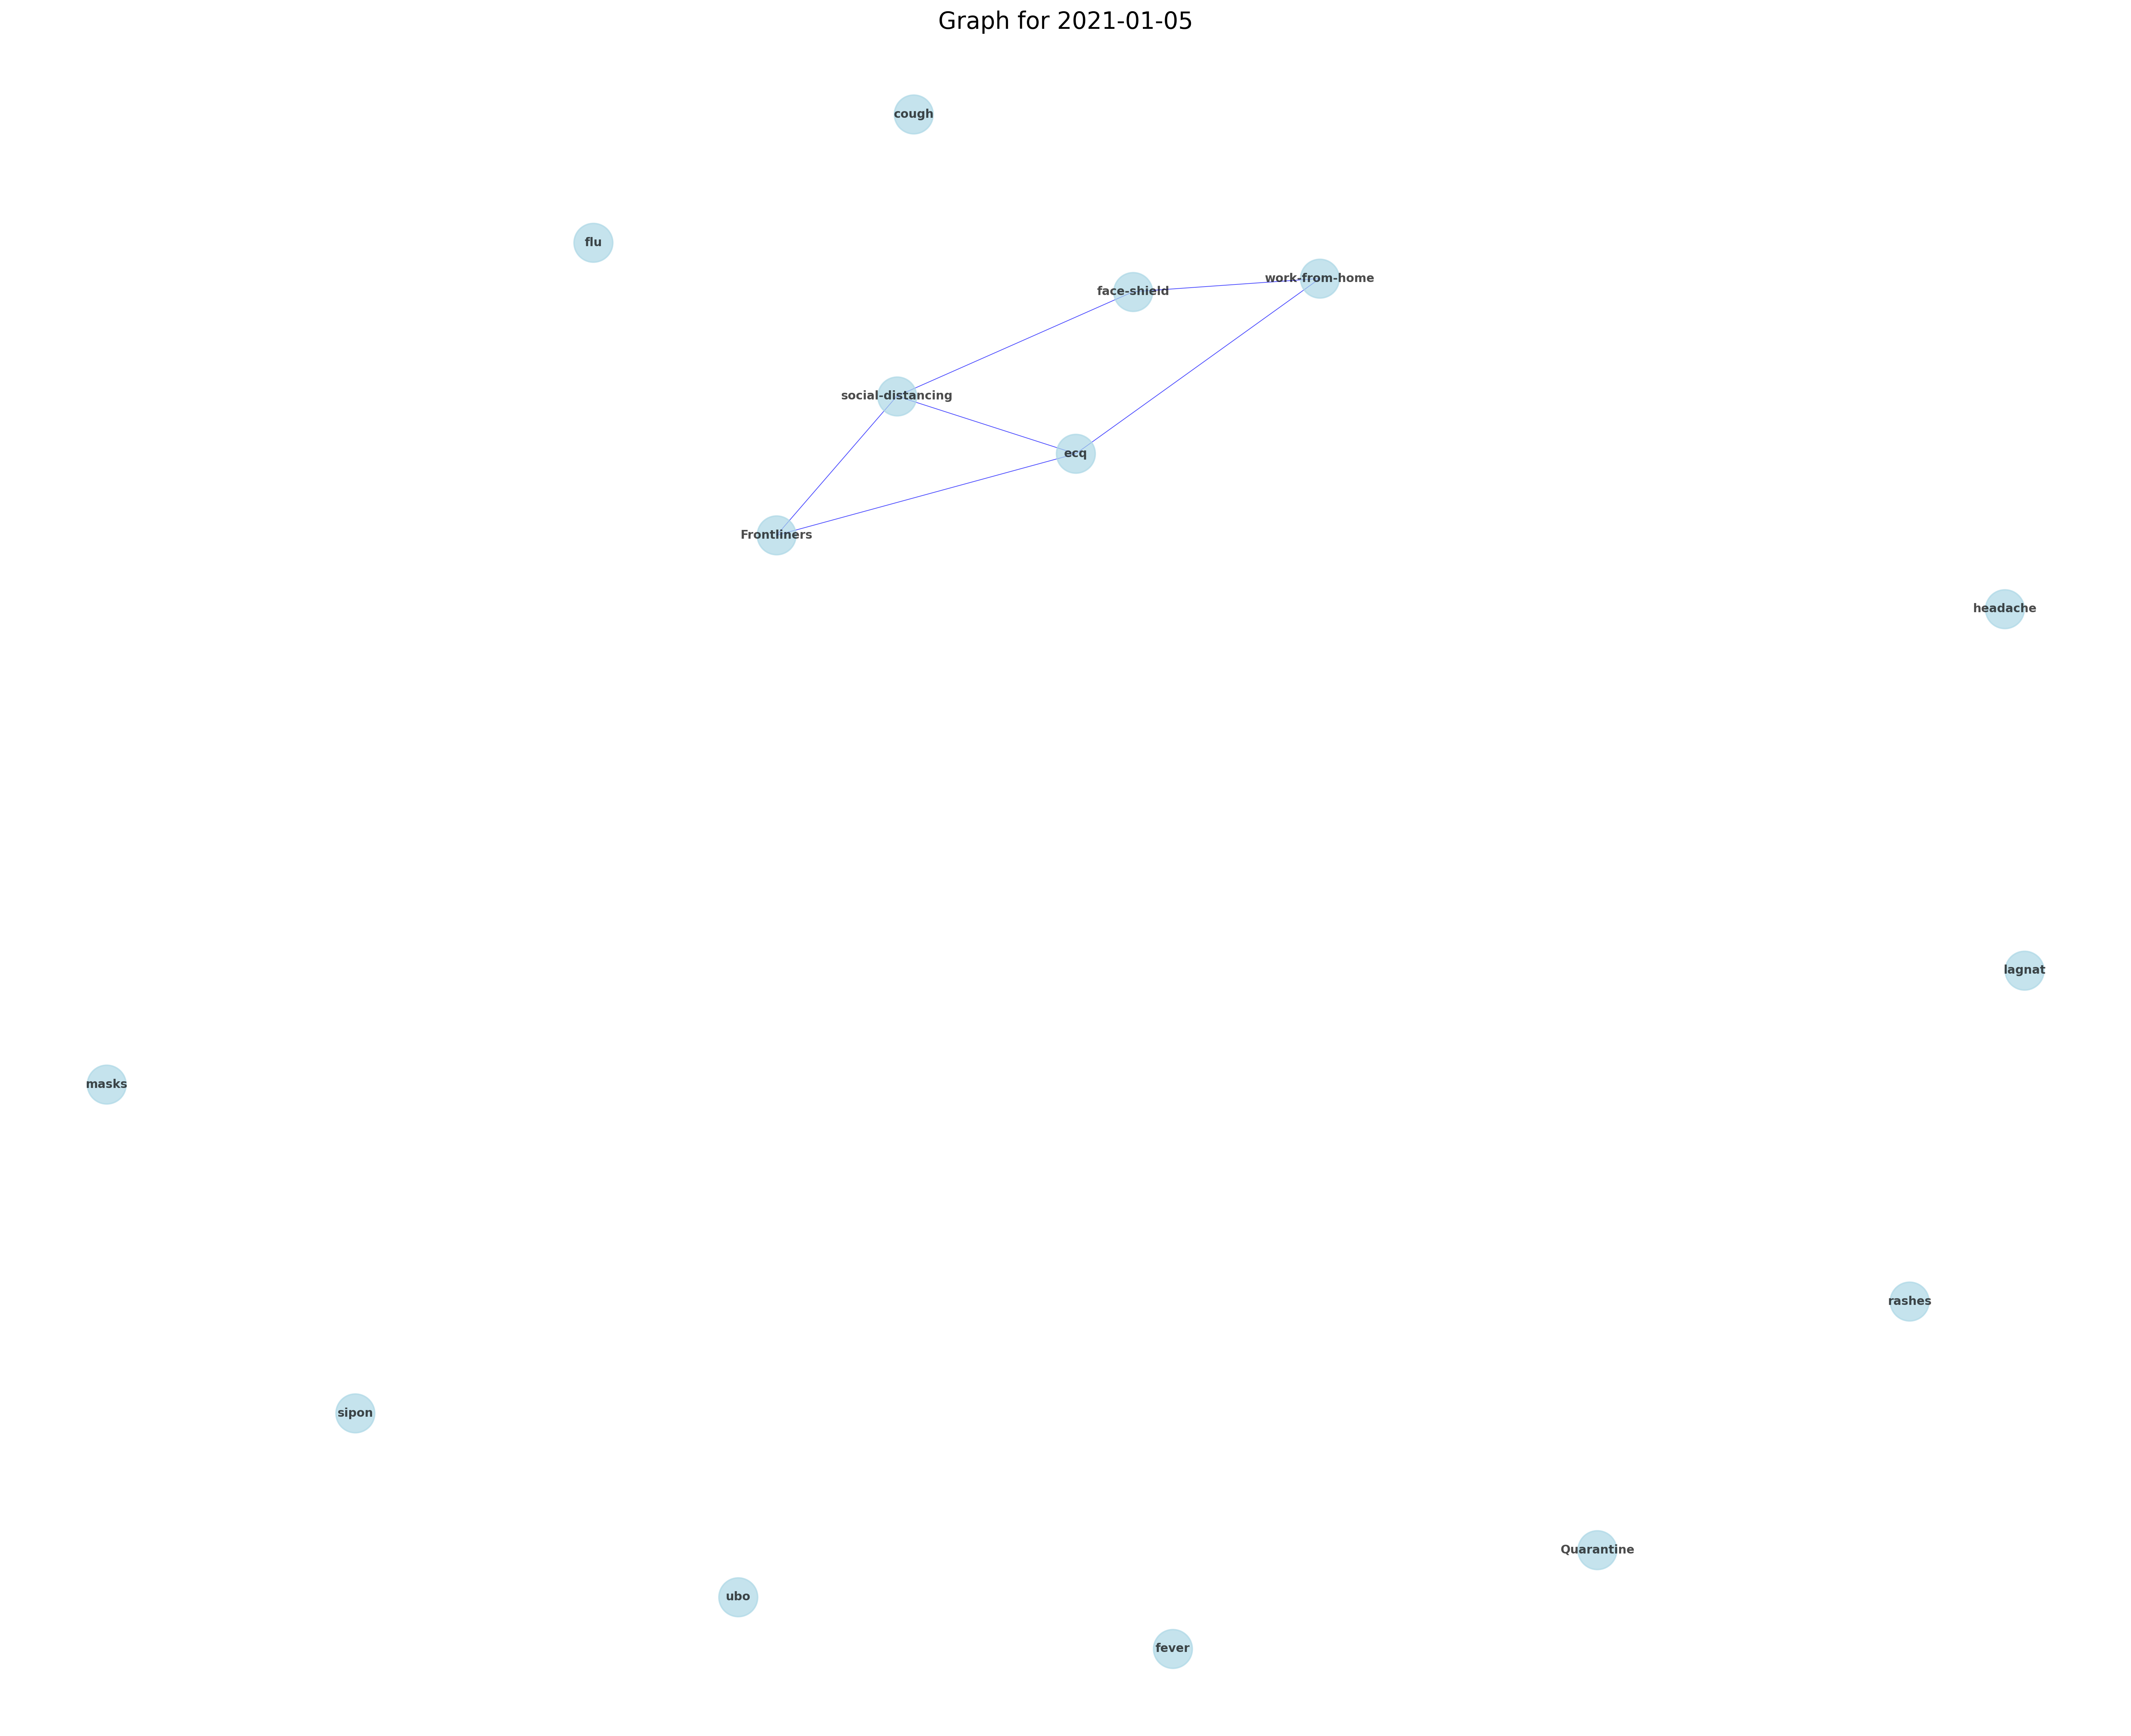 Graph for 2021-01-05
cough
flu
work-from-home
face-shield
social-distancing
ecq
Frontliners
headache
lagnat
masks
rashes
sipon
Quarantine
ubo
fever